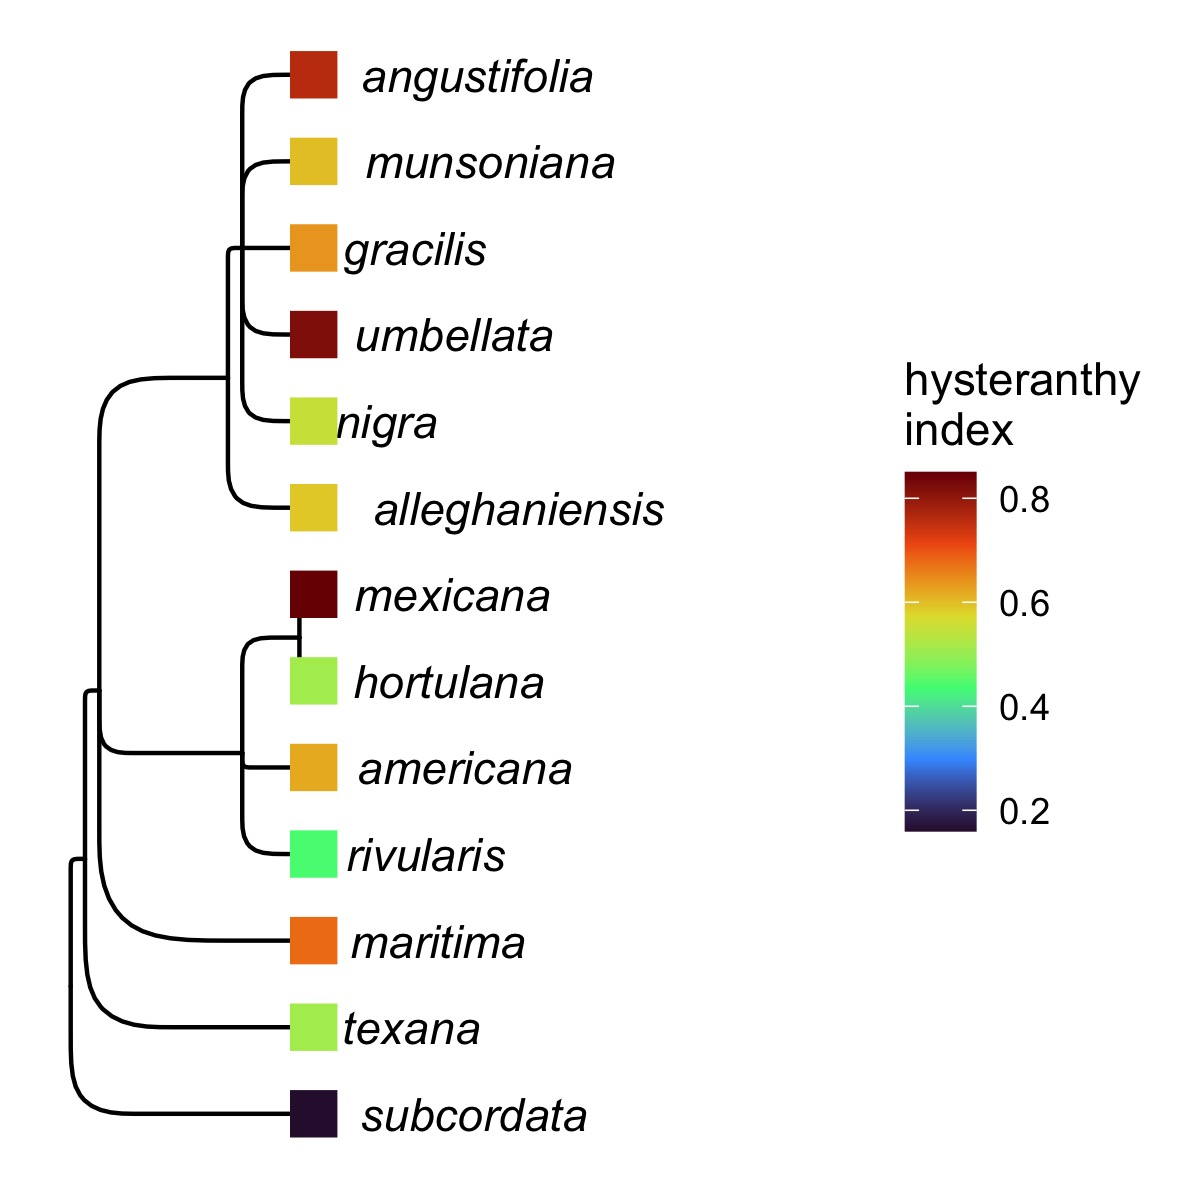 angustifolia
munsoniana
gracilis
umbellata
nigra
alleghaniensis
mexicana
hortulana
americana
rivularis
maritima
texana
subcordata
hysteranthy
index
0.8
0.6
0.4
0.2